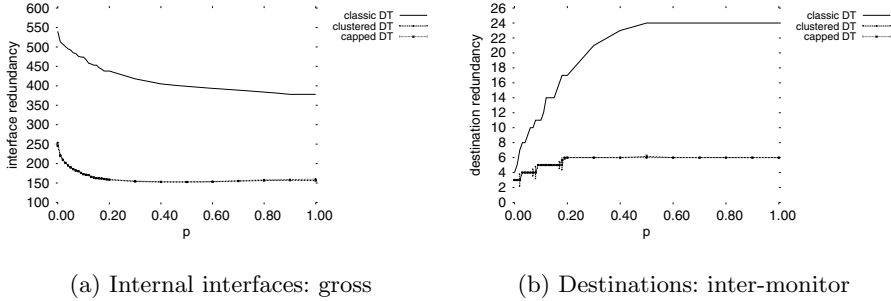 600
550
500
450
400
350
300
250
200
150
100
0.00 0.20 0.40 0.60 0.80 1.00
interface redundancy
p
classic DT
clustered DT
capped DT
(a) Internal interfaces: gross
26
24
22
20
18
16
14
12
10
8
6
4
2
0
0.00 0.20 0.40 0.60 0.80 1.00
destination redundancy
p
classic DT
clustered DT
capped DT
(b) Destinations: inter-monitor